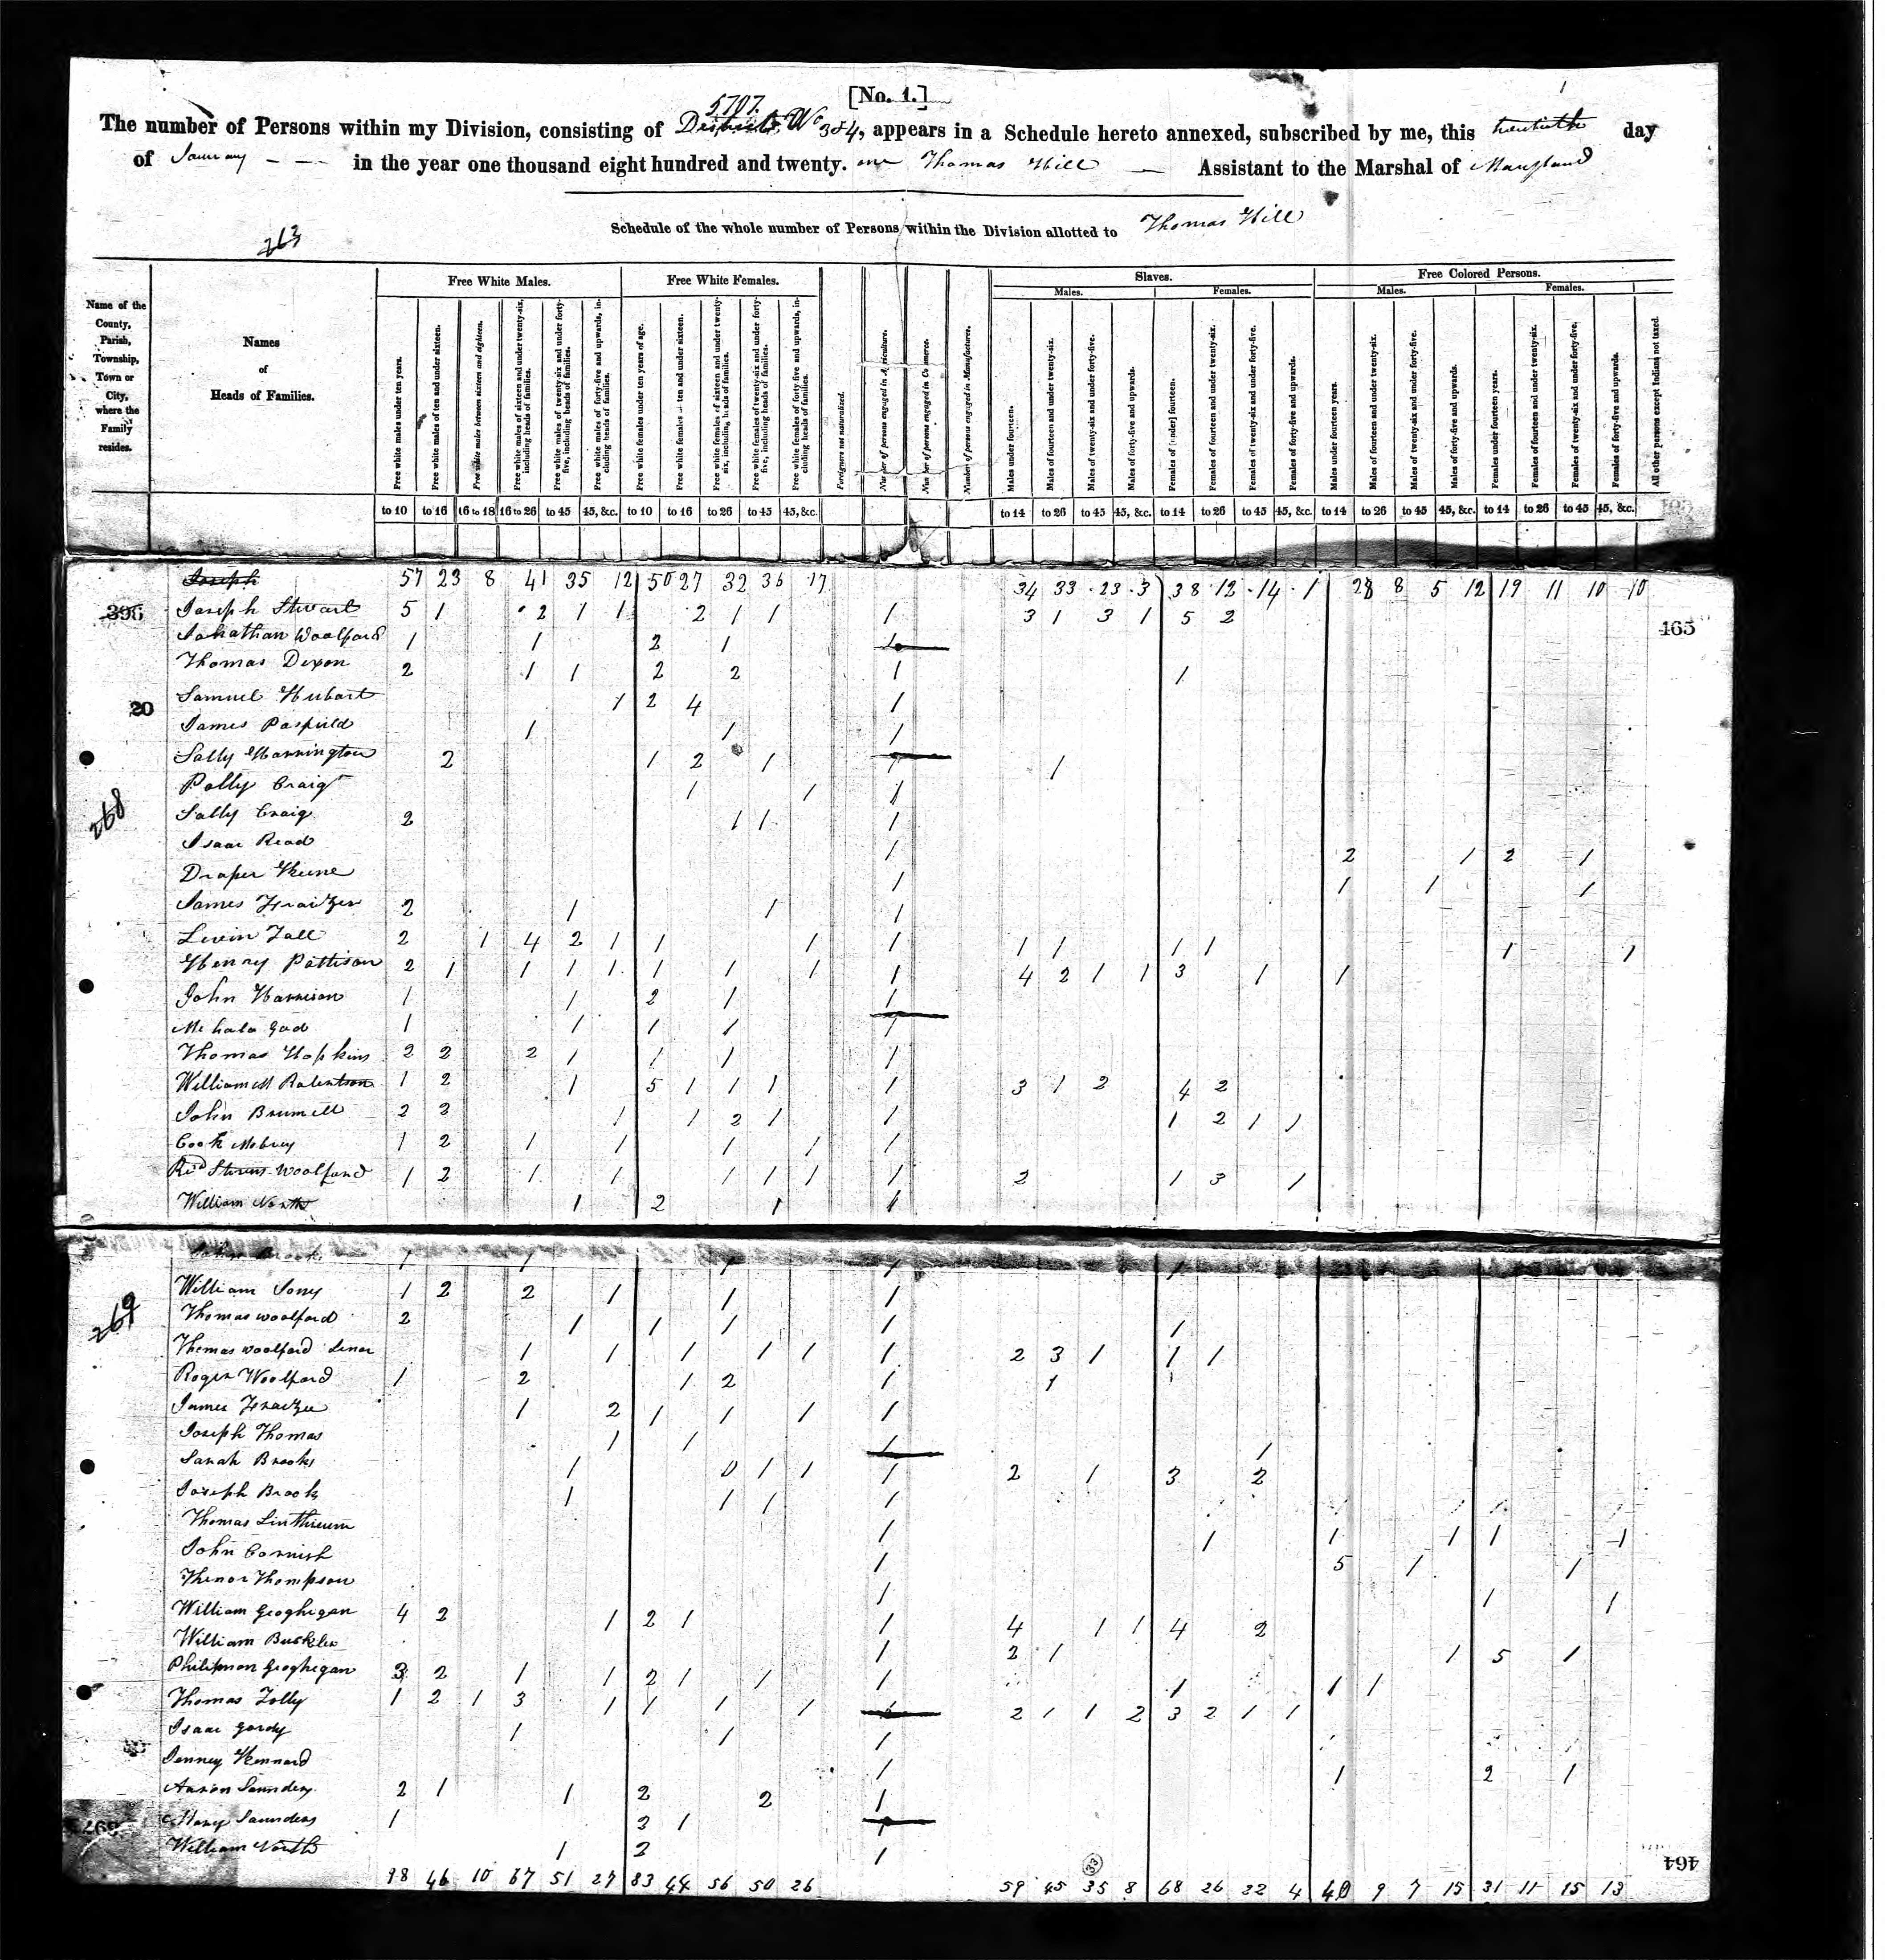 [No. 1.]
5707.
The number of Persons within my Division, consisting of Districts No 3 & 4, appears in a Schedule hereto annexed, subscribed by me, this twentieth day
of January - - - in the year one thousand eight hundred and twenty. one Thomas Hill — Assistant to the Marshal of Maryland
263
Schedule of the whole number of Persons within the Division allotted to Thomas Hill
Name of the County, Parish, Township, Town or City, where the Family resides.
Names of Heads of Families.
Free White Males.
Free white males under ten years.
Free white males of ten and under sixteen.
Free white males between sixteen and eighteen.
Free white males of sixteen and under twenty-six, including heads of families.
Free white males of twenty-six and under forty-five, including heads of families.
Free white males of forty-five and upwards, including heads of families.
Free White Females.
Free white females under ten years of age.
Free white females of ten and under sixteen.
Free white females of sixteen and under twenty-six, including heads of families.
Free white females of twenty-six and under forty-five, including heads of families.
Free white females of forty five and upwards, including heads of families.
Foreigners not naturalized.
Number of persons engaged in Agriculture.
Number of persons engaged in Commerce.
Number of persons engaged in Manufactures.
Slaves.
Males.
Males under fourteen.
Males of fourteen and under twenty-six.
Males of twenty-six and under forty-five.
Males of forty-five and upwards.
Females.
Females of [under] fourteen.
Females of fourteen and under twenty-six.
Females of twenty-six and under forty-five.
Females of forty-five and upwards.
Free Colored Persons.
Males.
Males under fourteen years.
Males of fourteen and under twenty-six.
Males of twenty-six and under forty-five.
Males of forty-five and upwards.
Females.
Females under fourteen years.
Females of fourteen and under twenty-six.
Females of twenty-six and under forty-five.
Females of forty-five and upwards.
All other persons except Indians not taxed.
to 10 to 16 16 to 18 16 to 26 to 45 45, &c. to 10 to 16 to 26 to 45 45, &c. to 14 to 26 to 45 45, &c. to 14 to 26 to 45 45, &c. to 14 to 26 to 45 45, &c. to 14 to 26 to 45 45, &c.
Joseph 57 23 8 41 35 12 50 27 32 36 17 34 33 23 3 38 12 14 1 28 8 5 12 19 11 10 10
395 Joseph Stewart 5 1 2 1 1 2 1 1 1 3 1 3 1 5 2 465
Jonathan Woolford 1 1 2 1 1
Thomas Dixon 2 1 1 2 2 1 1
20 Samuel Hubart 1 2 4 1
James Pasfield 1 1 1
Sally Harrington 2 1 2 1 1 1
268 Polly Craig 1 1 1
Sally Craig 2 1 1 1
Isaac Read 1 2 1 2 1
Draper Keene 1 1 1 1
James Frazier 2 1 1 1
Levin Tall 2 1 4 2 1 1 1 1 1 1 1 1 1 1
Henry Pattison 2 1 1 1 1 1 1 1 1 4 2 1 1 3 1 1
John Harrison 1 1 2 1 1
1 1 1 1 1
Thomas Hopkins 2 2 2 1 1 1 1
William M Robertson 1 2 1 5 1 1 1 1 3 1 2 4 2
John Brumell 2 2 1 1 2 1 1 1 2 1 1
Cook 1 2 1 1 1 1 1
Stevens Woolford 1 2 1 1 1 1 1 1 2 1 3 1
William North 1 2 1 1
John Brook 1 1 1 1 1
269 William 1 2 2 1 1 1
Thomas Woolford 2 1 1 1 1 1
Thomas Woolford Senor 1 1 1 1 1 1 2 3 1 1 1
Roger Woolford 1 2 1 2 1 1
James Frazier 1 2 1 1 1 1
Joseph Thomas 1 1 1 1
Sarah Brooks 1 0 1 1 1 2 1 3 2
Joseph Brook 1 1 1 1
Thomas Linthicum 1 1 1 1 1 1
John Cornish 1 5 1 1
Thompson 1 1 1
William Geoghegan 4 2 1 2 1 4 1 1 4 2
William 1 2 1 1 5 1
Philimon Geoghegan 3 2 1 1 2 1 1 1 1 1 1
Thomas Tolly 1 2 1 3 1 1 1 1 1 2 1 1 2 3 2 1 1
Isaac Gordy 1 1 1
Jenney Kennard 1 1 2 1
Aaron Saunders 2 1 1 2 2 1
Mary Saunders 1 2 1 1
William North 1 2 1
98 46 10 67 51 27 83 44 56 50 26 59 45 35 8 68 26 22 4 40 9 7 15 31 11 15 13
33
464